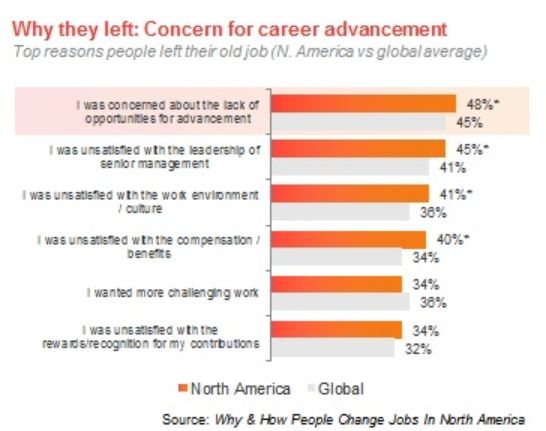 Why they left: Concern for career advancement
Top reasons people left their old job (N. America vs global average)
I was concerned about the lack of
opportunities for advancement
48%*
45%
I was unsatisfied with the leadership of
senior management
45%*
41%
I was unsatisfied with the work environment
/ culture
41%*
36%
I was unsatisfied with the compensation /
benefits
40%*
34%
I wanted more challenging work
34%
36%
I was unsatisfied with the
rewards/recognition for my contributions
34%
32%
North America
Global
Source: Why & How People Change Jobs In North America